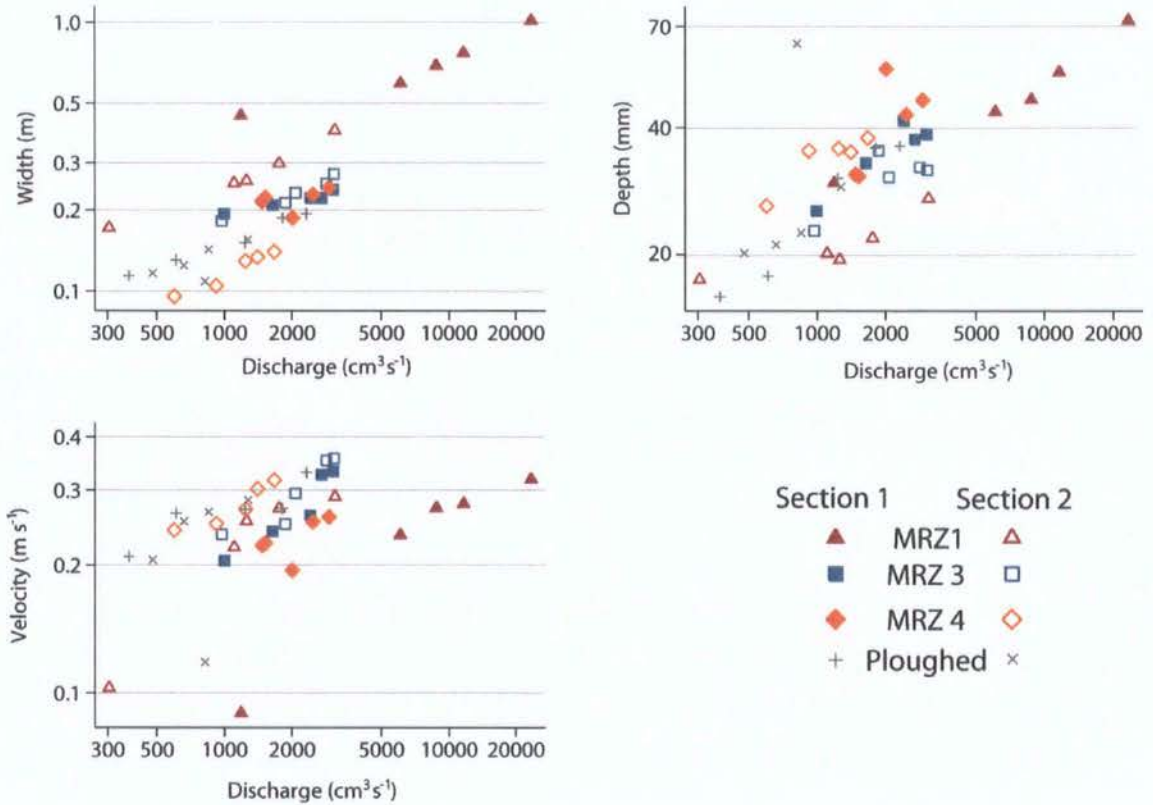 1.0
0.5
0.3
0.2
0.1
Width (m)
300 500 1000 2000 5000 10000 20000
Discharge (cm³s⁻¹)
70
40
20
Depth (mm)
300 500 1000 2000 5000 10000 20000
Discharge (cm³s⁻¹)
0.4
0.3
0.2
0.1
Velocity (m s⁻¹)
300 500 1000 2000 5000 10000 20000
Discharge (cm³s⁻¹)
Section 1 Section 2
MRZ1
MRZ 3
MRZ 4
Ploughed